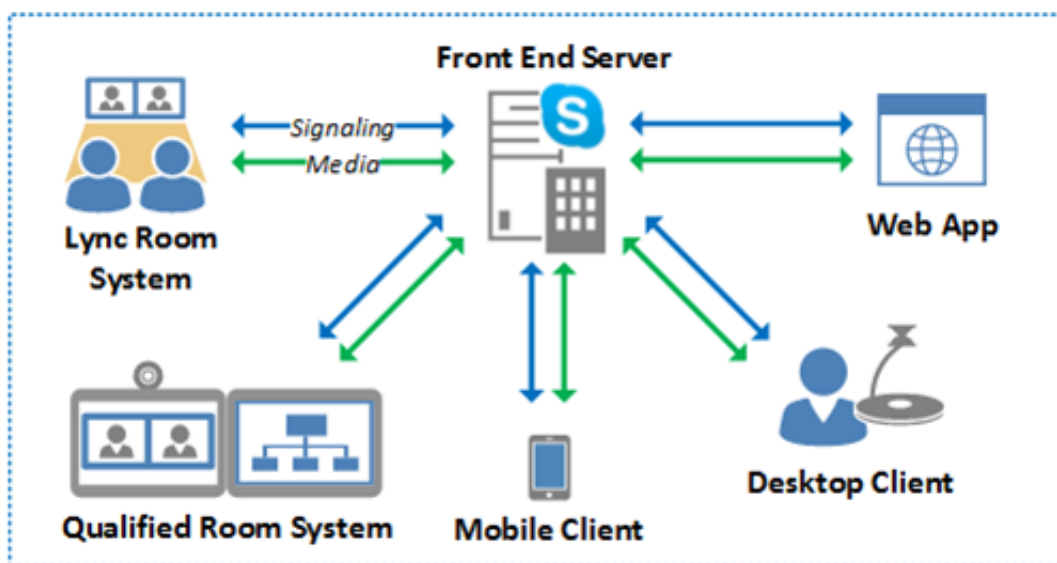 Front End Server
Signaling
Media
S
Lync Room
System
Web App
Qualified Room System
Mobile Client
Desktop Client